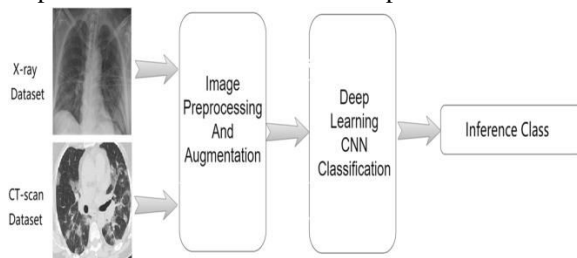 X-ray
Dataset
CT-scan
Dataset
Image
Preprocessing
And
Augmentation
Deep
Learning
CNN
Classification
Inference Class